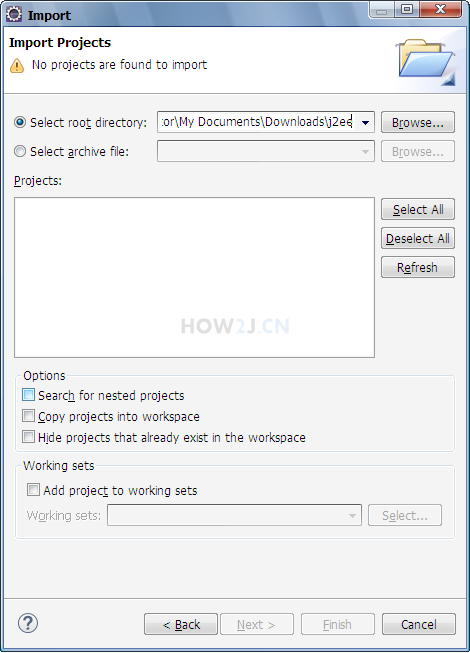 Import
Import Projects
No projects are found to import
Select root directory: :or\My Documents\Downloads\j2ee Browse...
Select archive file: Browse...
Projects:
Select All
Deselect All
Refresh
HOW2J.CN
Options
Search for nested projects
Copy projects into workspace
Hide projects that already exist in the workspace
Working sets
Add project to working sets
Working sets: Select...
? < Back Next > Finish Cancel